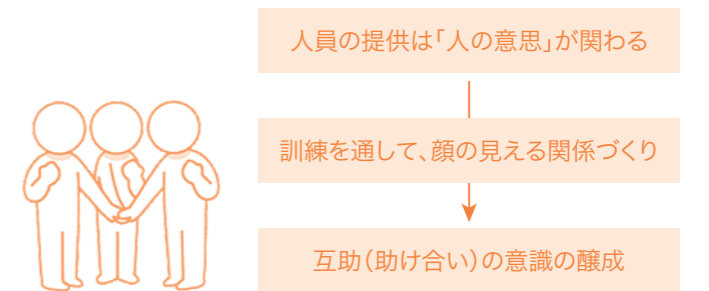 人員の提供は「人の意思」が関わる
訓練を通して、顔の見える関係づくり
互助(助け合い)の意識の醸成